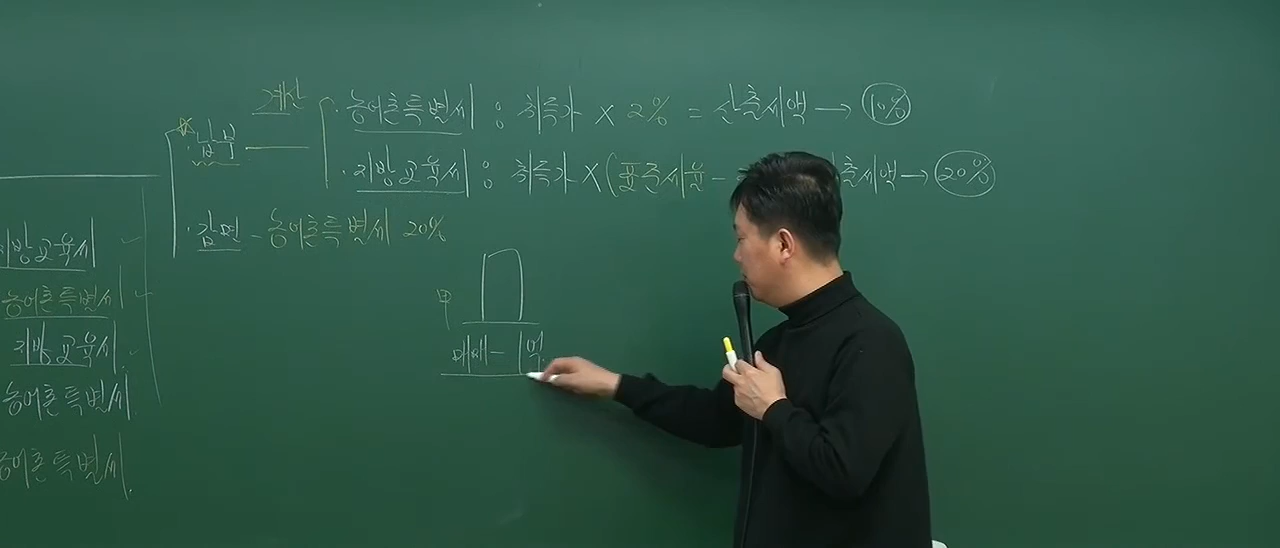 계산
농어촌특별세 : 취득가 × 2% = 산출세액 → 10%
납부
지방교육세 : 취득가 × (표준세율 - 출세액 → 20%
감면 - 농어촌특별세 20%
지방교육세
농어촌특별세
지방교육세
농어촌특별세
농어촌특별세
매매 - 1억